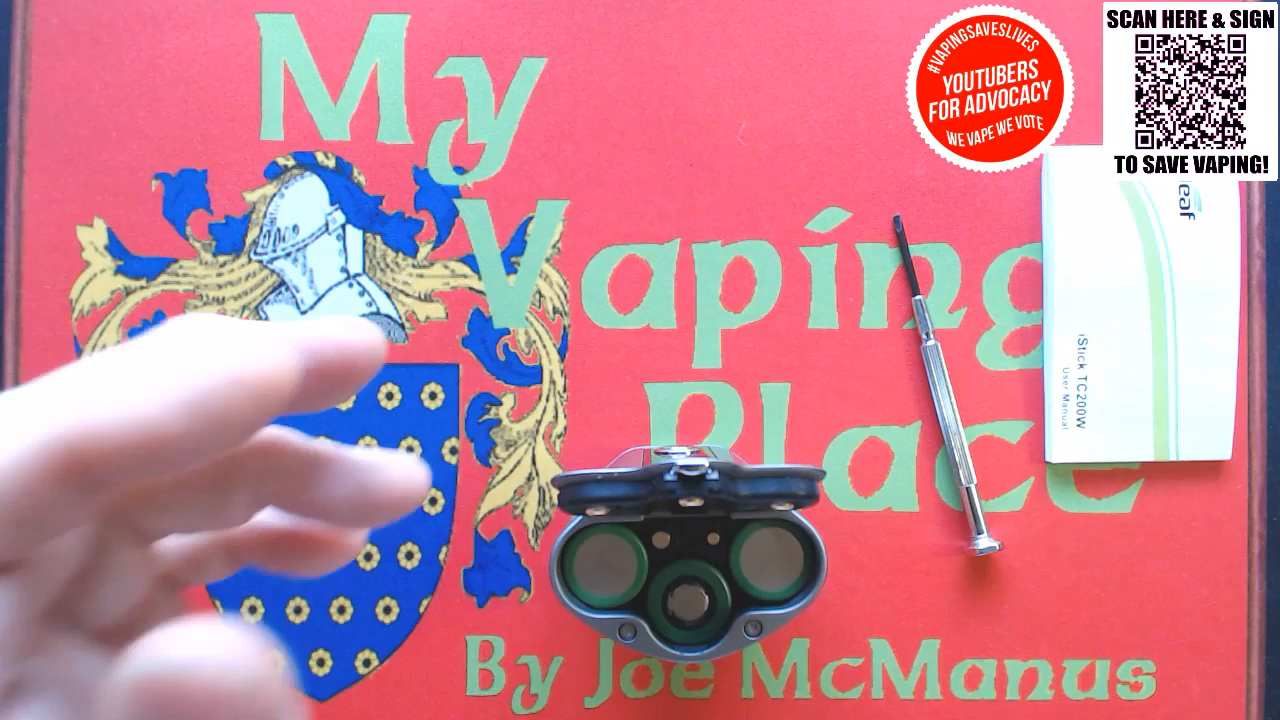 My
Vaping
Place
By Joe McManus
#VAPINGSAVESLIVES
YOUTUBERS
FOR ADVOCACY
WE VAPE WE VOTE
SCAN HERE & SIGN
TO SAVE VAPING!
leaf
iStick TC200W
User Manual